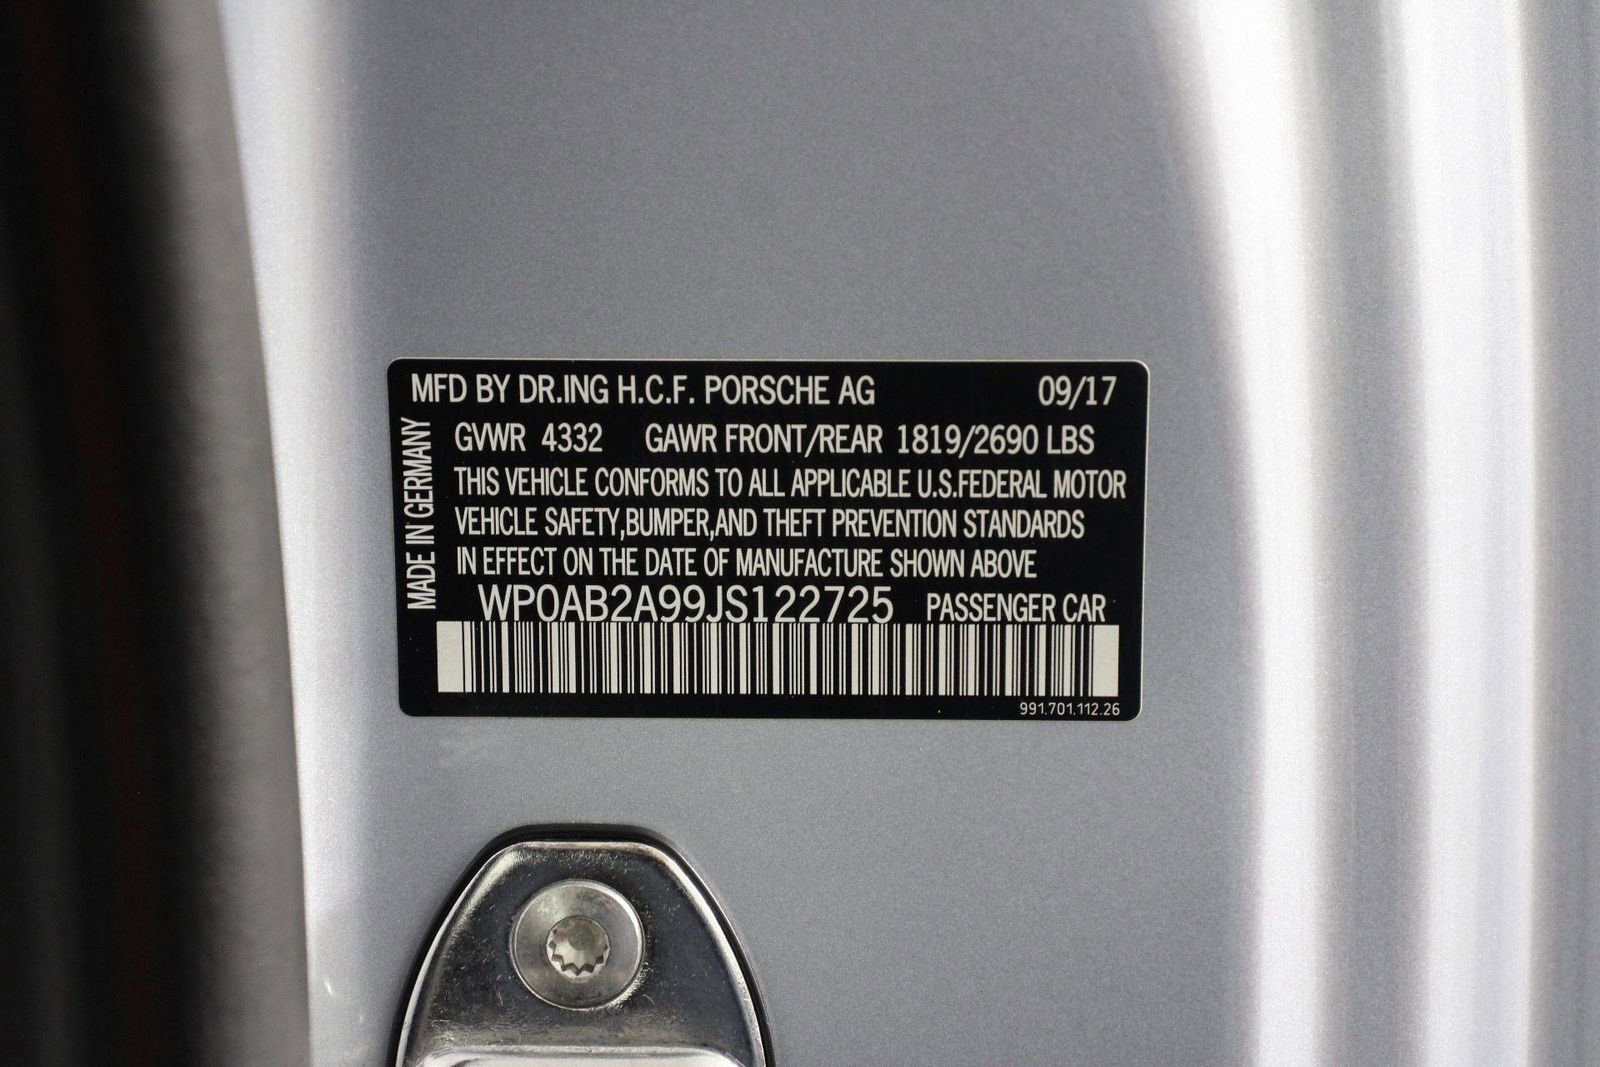 MFD BY DR.ING H.C.F. PORSCHE AG 09/17
GVWR 4332 GAWR FRONT/REAR 1819/2690 LBS
THIS VEHICLE CONFORMS TO ALL APPLICABLE U.S.FEDERAL MOTOR
VEHICLE SAFETY,BUMPER,AND THEFT PREVENTION STANDARDS
IN EFFECT ON THE DATE OF MANUFACTURE SHOWN ABOVE
MADE IN GERMANY
WP0AB2A99JS122725 PASSENGER CAR
991.701.112.26